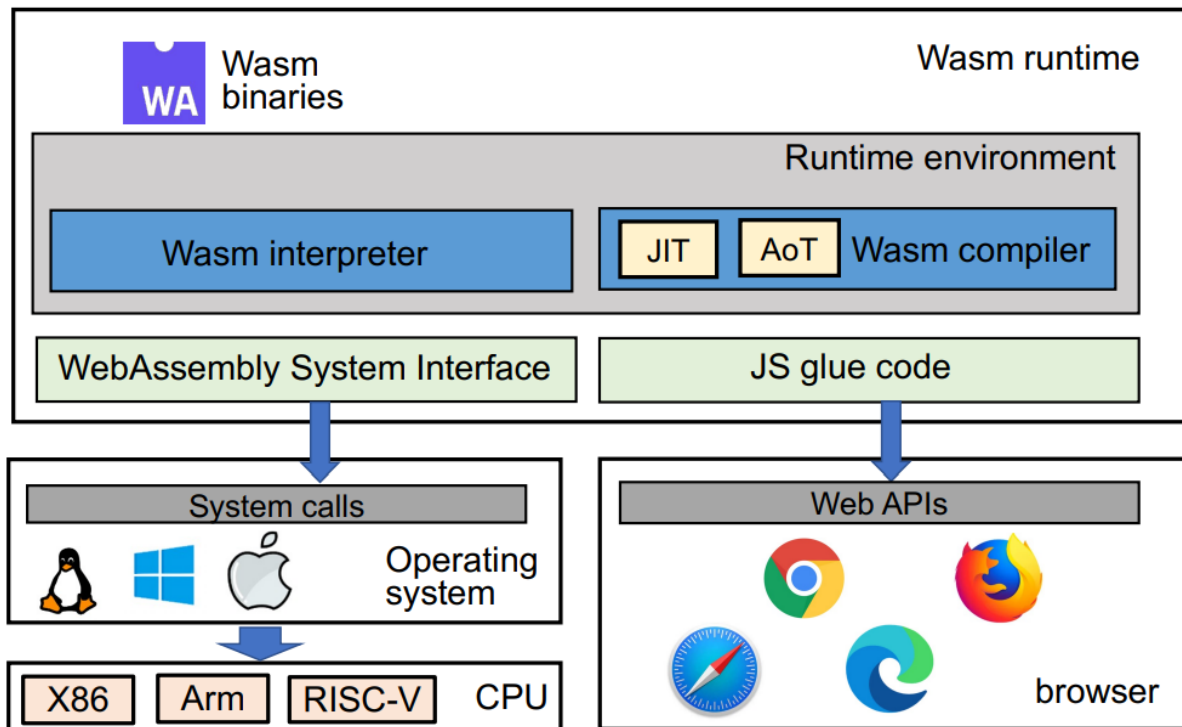 WA
Wasm
binaries
Wasm runtime
Runtime environment
Wasm interpreter
JIT
AoT
Wasm compiler
WebAssembly System Interface
JS glue code
System calls
Operating
system
Web APIs
X86
Arm
RISC-V
CPU
browser